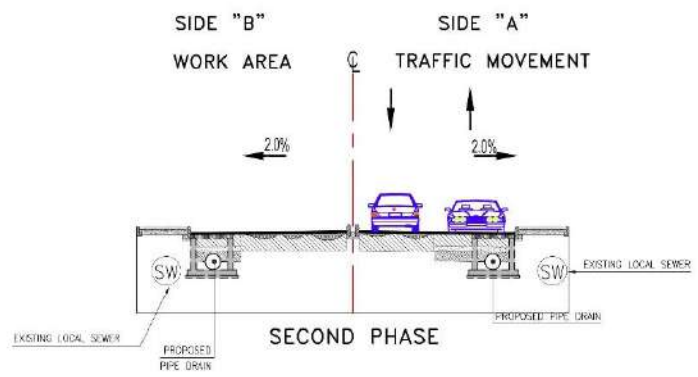 SIDE "B"
SIDE "A"
WORK AREA
℄
TRAFFIC MOVEMENT
2.0%
2.0%
SW
SW
EXISTING LOCAL SEWER
PROPOSED PIPE DRAIN
EXISTING LOCAL SEWER
PROPOSED
PIPE DRAIN
SECOND PHASE